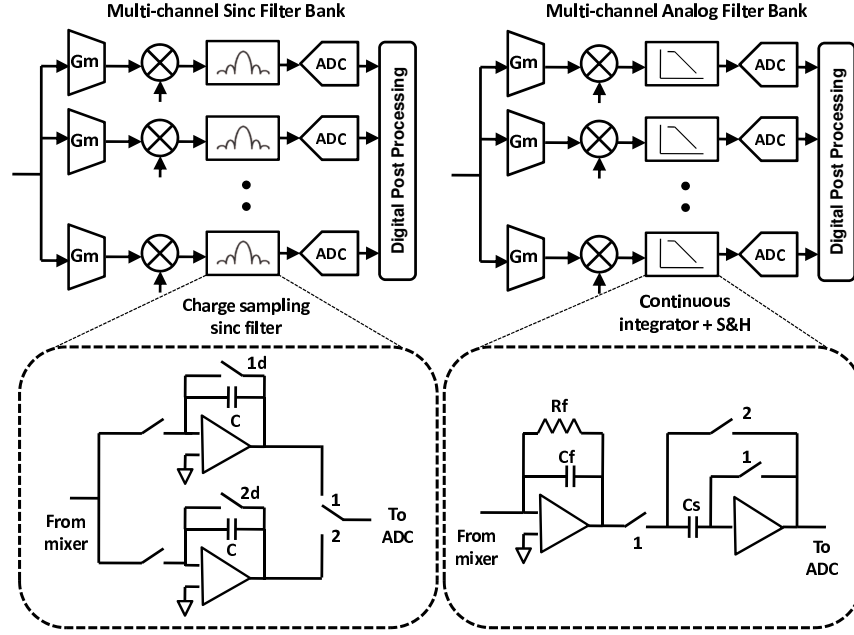 Multi-channel Sinc Filter Bank
Gm
ADC
Gm
ADC
Gm
ADC
Digital Post Processing
Charge sampling
sinc filter
1d
C
2d
C
1
2
From
mixer
To
ADC
Multi-channel Analog Filter Bank
Gm
ADC
Gm
ADC
Gm
ADC
Digital Post Processing
Continuous
integrator + S&H
Rf
Cf
2
1
Cs
1
From
mixer
To
ADC